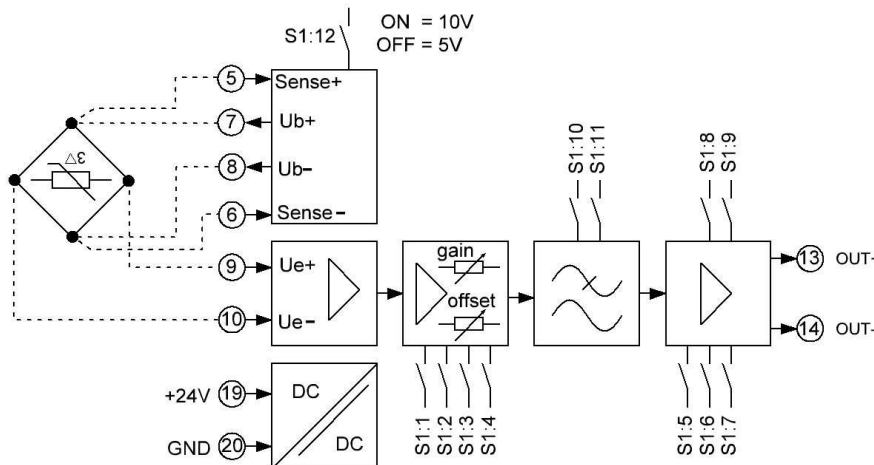 S1:12
ON = 10V
OFF = 5V
5
Sense+
7
Ub+
8
Ub-
6
Sense-
Δε
9
Ue+
10
Ue-
gain
offset
S1:10
S1:11
S1:8
S1:9
13
OUT-
14
OUT-
S1:1
S1:2
S1:3
S1:4
S1:5
S1:6
S1:7
+24V
19
DC
GND
20
DC